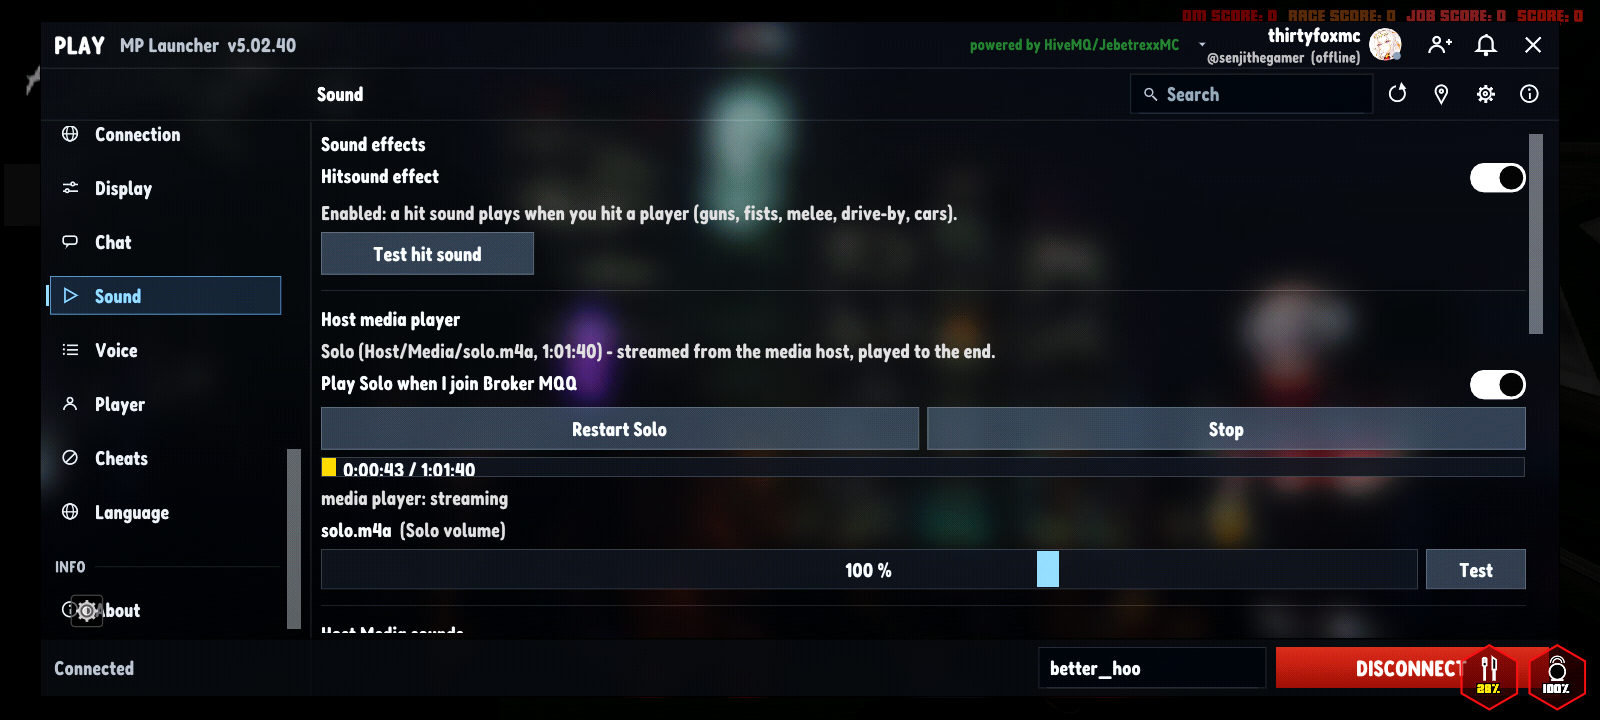 DM SCORE: 0 RACE SCORE: 0 JOB SCORE: 0 SCORE: 0
PLAY MP Launcher v5.02.40
powered by HiveMQ/JebetrexxMC
thirtyfoxmc
@senjithegamer (offline)
Sound
Search
Connection
Display
Chat
Sound
Voice
Player
Cheats
Language
INFO
About
Sound effects
Hitsound effect
Enabled: a hit sound plays when you hit a player (guns, fists, melee, drive-by, cars).
Test hit sound
Host media player
Solo (Host/Media/solo.m4a, 1:01:40) - streamed from the media host, played to the end.
Play Solo when I join Broker MQQ
Restart Solo
Stop
0:00:43 / 1:01:40
media player: streaming
solo.m4a (Solo volume)
100 %
Test
Host Media sounds
Connected
better__hoo
DISCONNECT
28%
100%